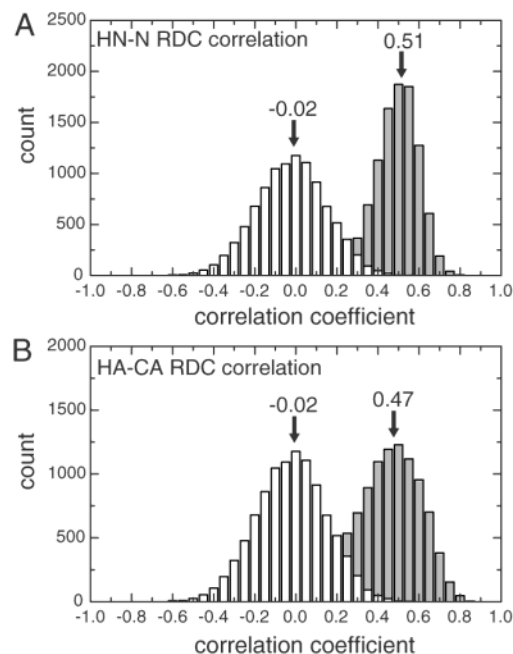 A
HN-N RDC correlation
0.51
-0.02
count
2500
2000
1500
1000
500
0
-1.0 -0.8 -0.6 -0.4 -0.2 0.0 0.2 0.4 0.6 0.8 1.0
correlation coefficient
B
HA-CA RDC correlation
-0.02
0.47
count
2000
1500
1000
500
0
-1.0 -0.8 -0.6 -0.4 -0.2 0.0 0.2 0.4 0.6 0.8 1.0
correlation coefficient